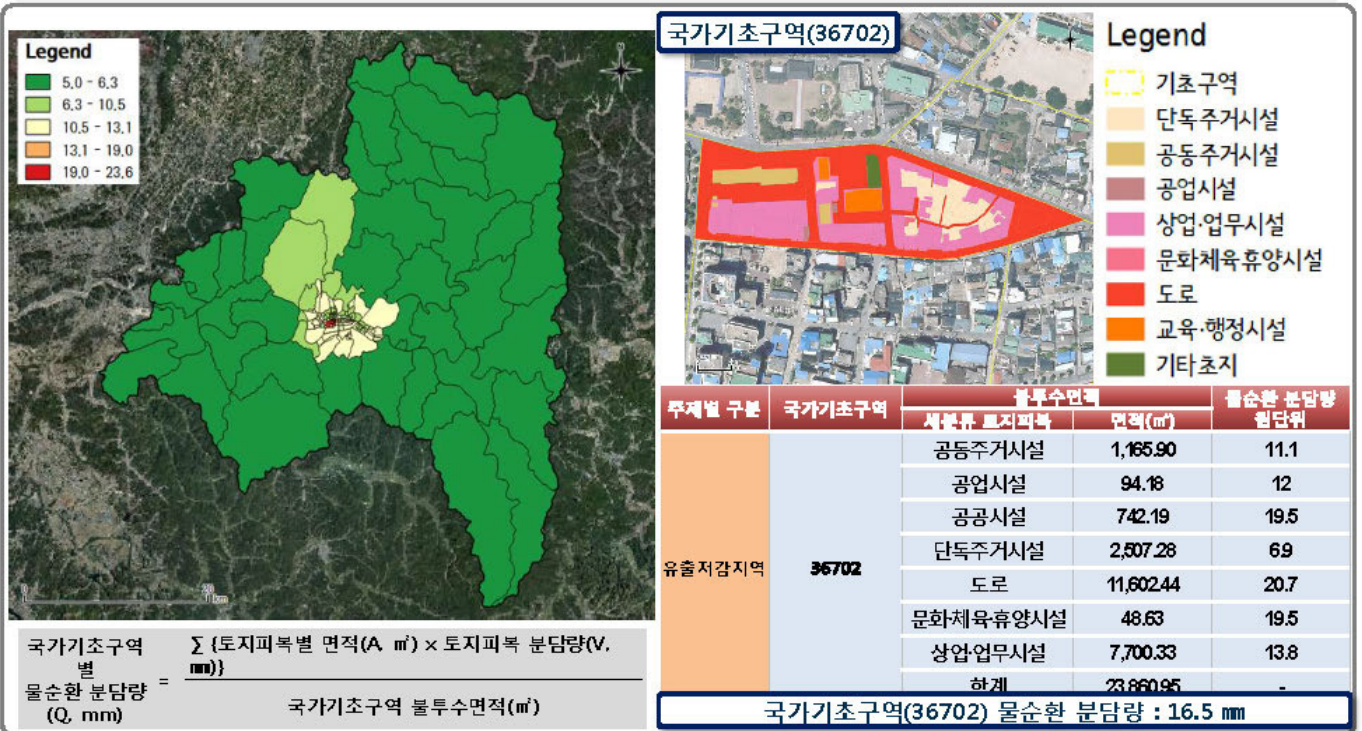 Legend
5.0 - 6.3
6.3 - 10.5
10.5 - 13.1
13.1 - 19.0
19.0 - 23.6
N
0 20
km
국가기초구역
별
물순환 분담량
(Q, mm)
=
∑ {토지피복별 면적(A, ㎡) × 토지피복 분담량(V,
mm)}
국가기초구역 불투수면적(㎡)
국가기초구역(36702)
Legend
기초구역
단독주거시설
공동주거시설
공업시설
상업·업무시설
문화체육휴양시설
도로
교육·행정시설
기타초지
주제별 구분 국가기초구역 불투수면적 물순환 분담량 원단위
세분류 토지피복 면적(㎡)
유출저감지역 36702
공동주거시설 1,165.90 11.1
공업시설 94.18 12
공공시설 742.19 19.5
단독주거시설 2,507.28 6.9
도로 11,602.44 20.7
문화체육휴양시설 48.63 19.5
상업·업무시설 7,700.33 13.8
합계 23,860.95 -
국가기초구역(36702) 물순환 분담량 : 16.5 ㎜